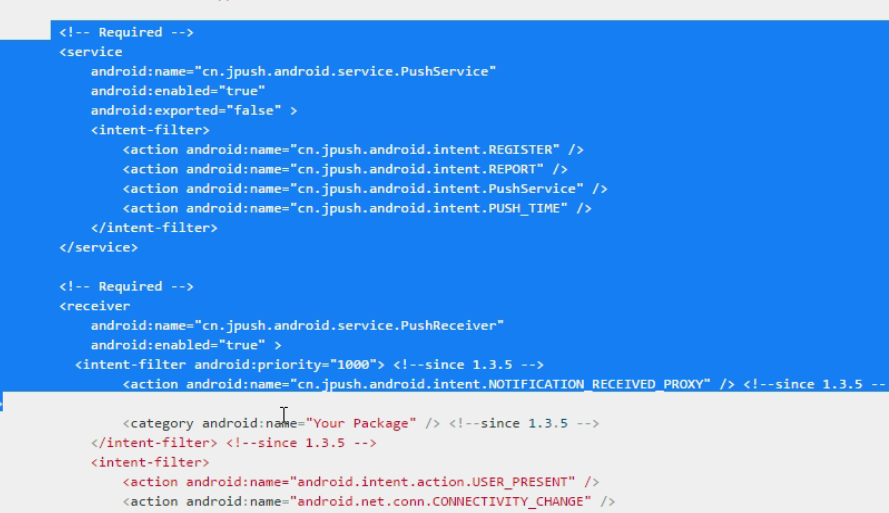 <!-- Required -->
<service
android:name="cn.jpush.android.service.PushService"
android:enabled="true"
android:exported="false" >
<intent-filter>
<action android:name="cn.jpush.android.intent.REGISTER" />
<action android:name="cn.jpush.android.intent.REPORT" />
<action android:name="cn.jpush.android.intent.PushService" />
<action android:name="cn.jpush.android.intent.PUSH_TIME" />
</intent-filter>
</service>
<!-- Required -->
<receiver
android:name="cn.jpush.android.service.PushReceiver"
android:enabled="true" >
<intent-filter android:priority="1000"> <!--since 1.3.5 -->
<action android:name="cn.jpush.android.intent.NOTIFICATION_RECEIVED_PROXY" /> <!--since 1.3.5 --
>
<category android:name="Your Package" /> <!--since 1.3.5 -->
</intent-filter> <!--since 1.3.5 -->
<intent-filter>
<action android:name="android.intent.action.USER_PRESENT" />
<action android:name="android.net.conn.CONNECTIVITY_CHANGE" />